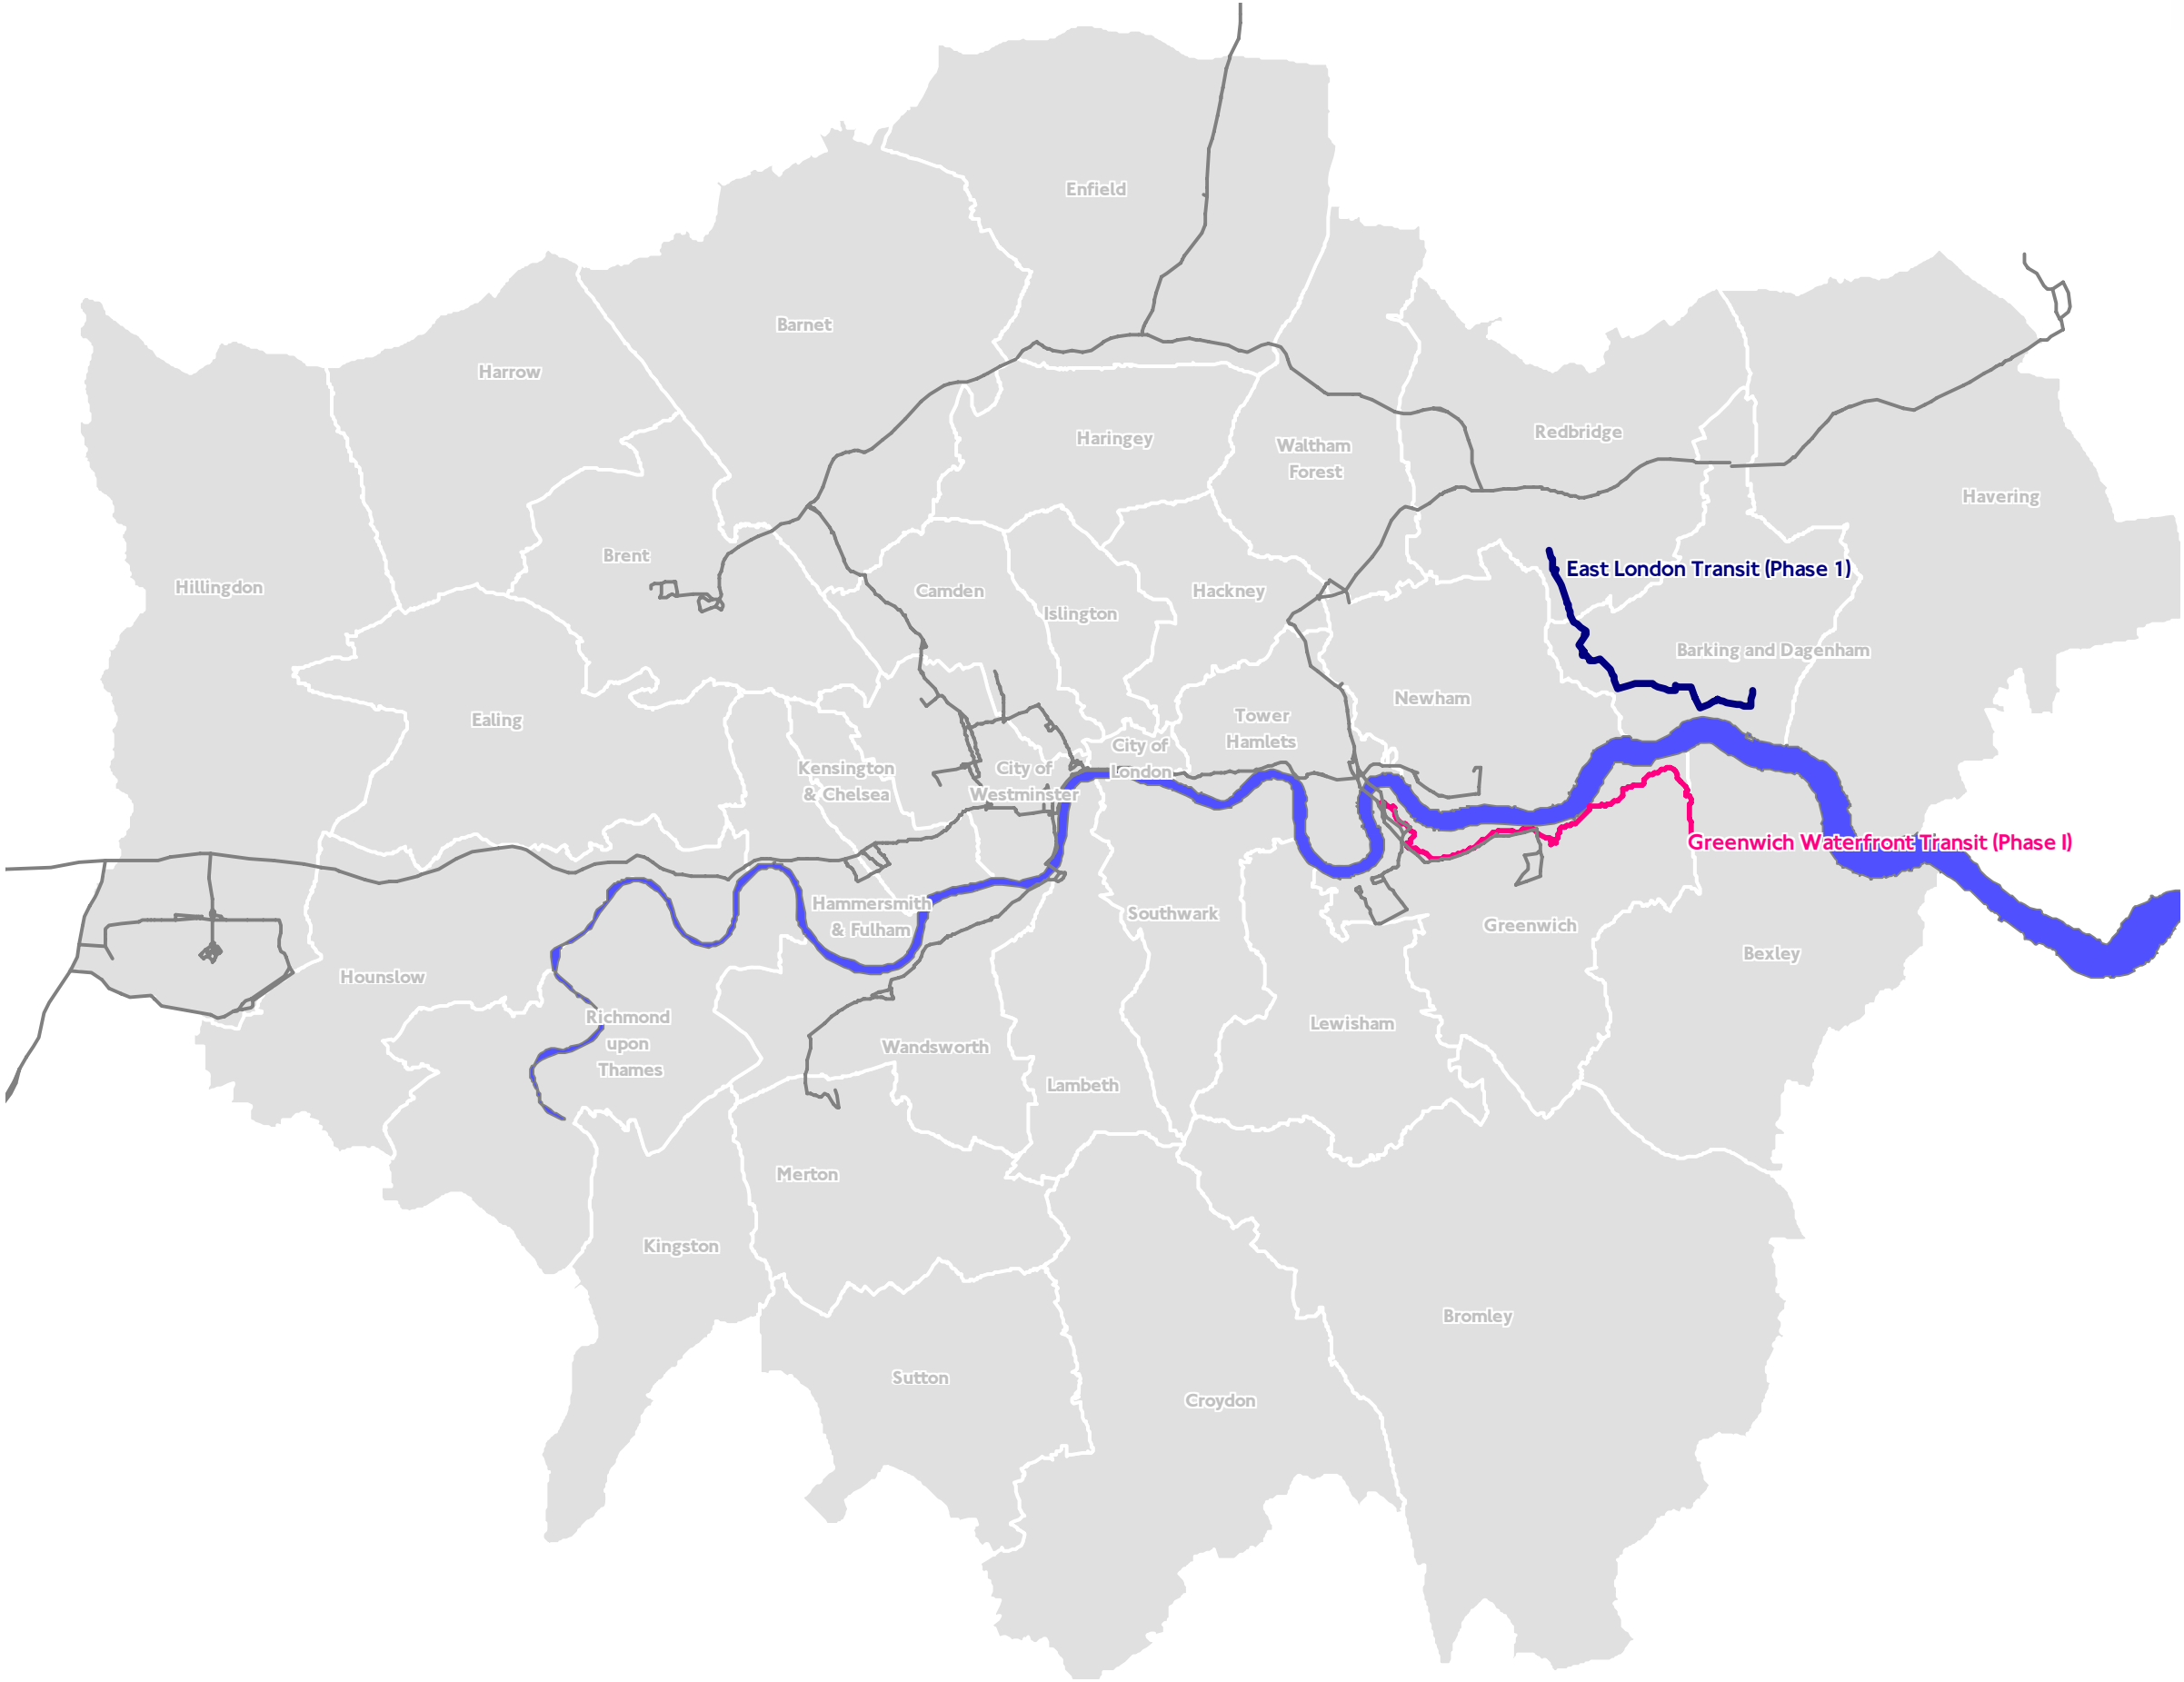 Enfield
Barnet
Harrow
Haringey
Waltham
Forest
Redbridge
Havering
Hillingdon
Brent
Camden
Islington
Hackney
East London Transit (Phase 1)
Barking and Dagenham
Ealing
Newham
Tower
Hamlets
Kensington
& Chelsea
City of
Westminster
City of
London
Greenwich Waterfront Transit (Phase I)
Hammersmith
& Fulham
Southwark
Greenwich
Bexley
Hounslow
Richmond
upon
Thames
Wandsworth
Lambeth
Lewisham
Merton
Kingston
Bromley
Sutton
Croydon